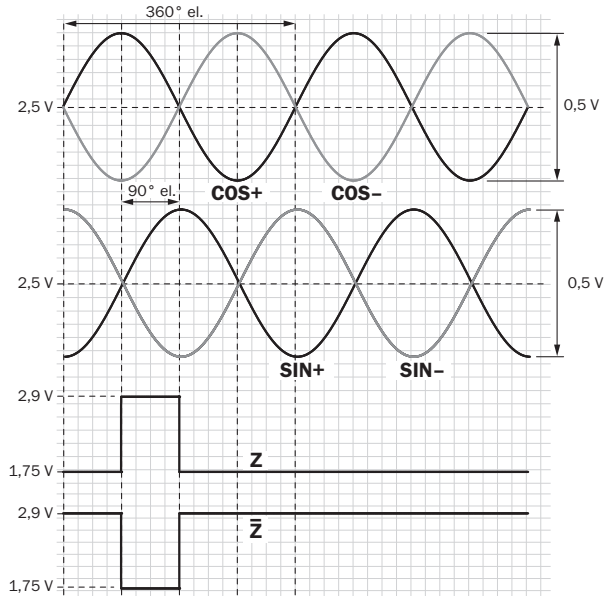 360° el.
2,5 V
0,5 V
COS+
COS–
90° el.
2,5 V
0,5 V
SIN+
SIN–
2,9 V
Z
1,75 V
2,9 V
Z̅
1,75 V